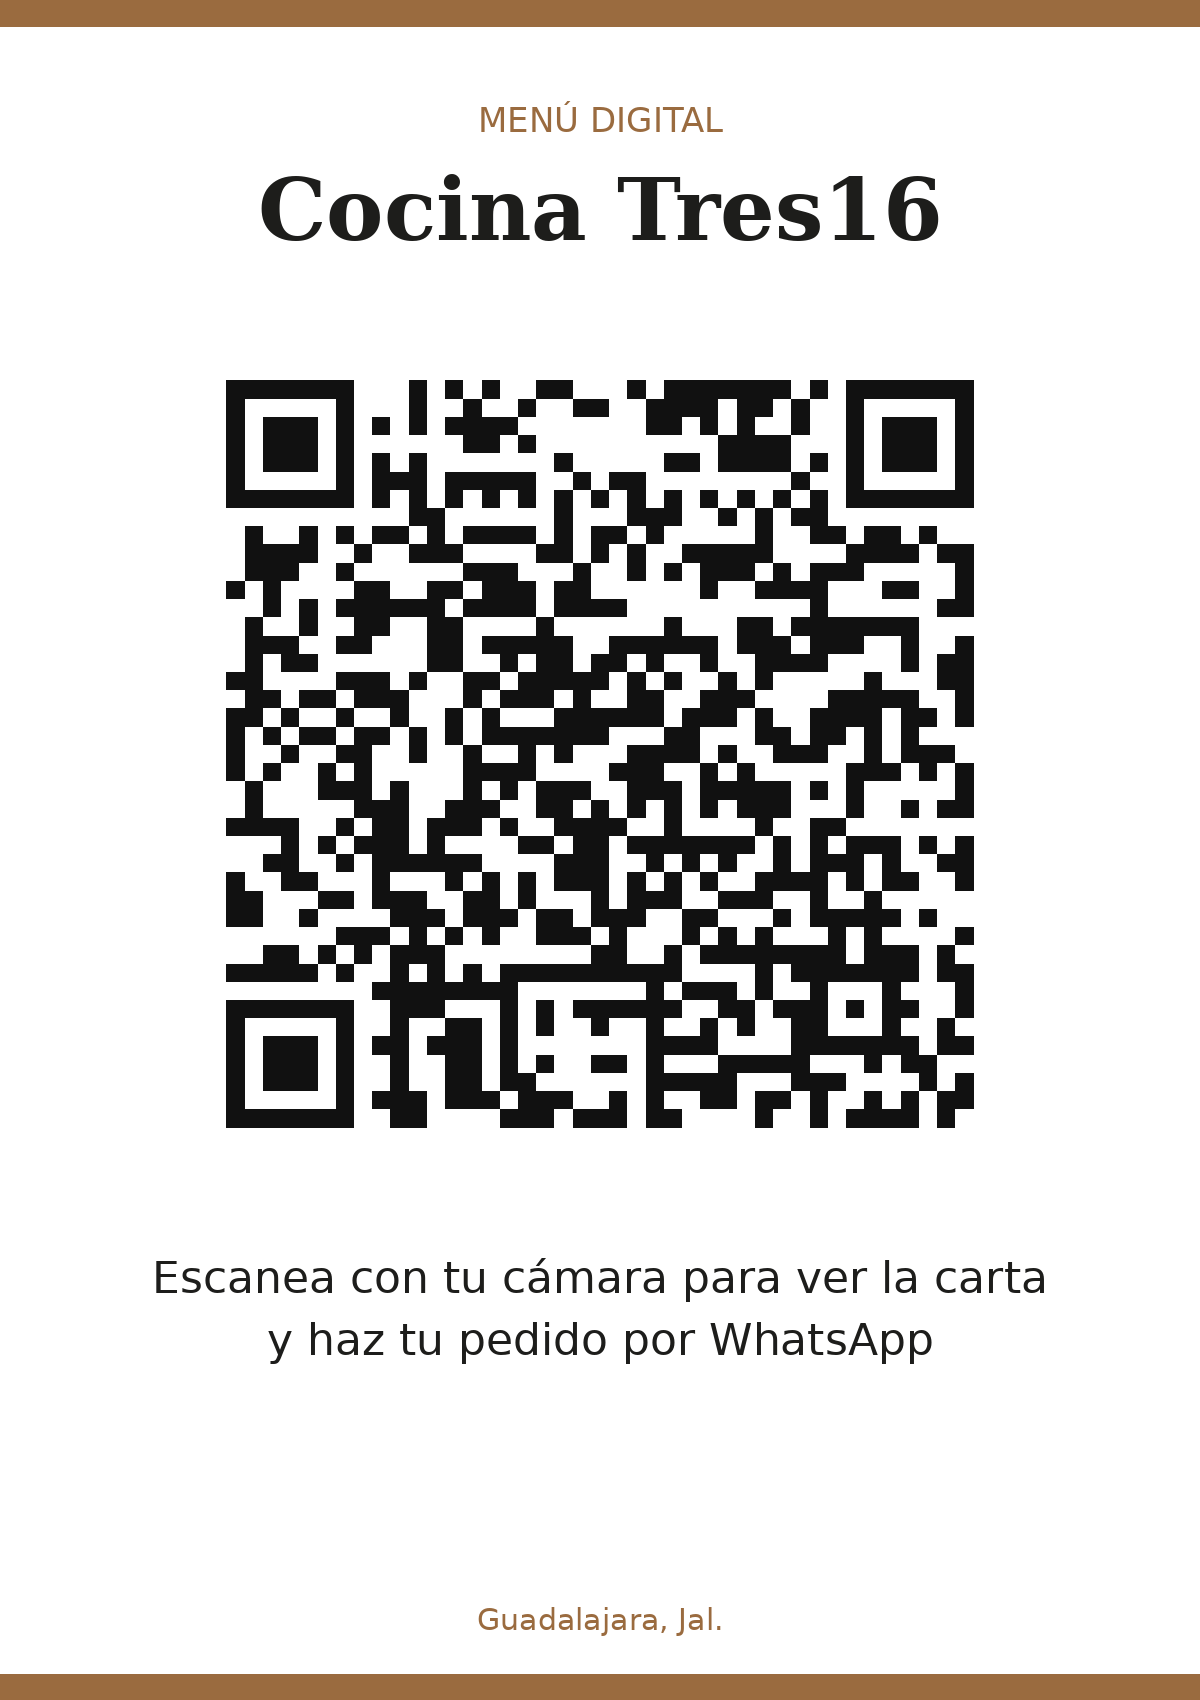 MENÚ DIGITAL
Cocina Tres16
Escanea con tu cámara para ver la carta
y haz tu pedido por WhatsApp
Guadalajara, Jal.